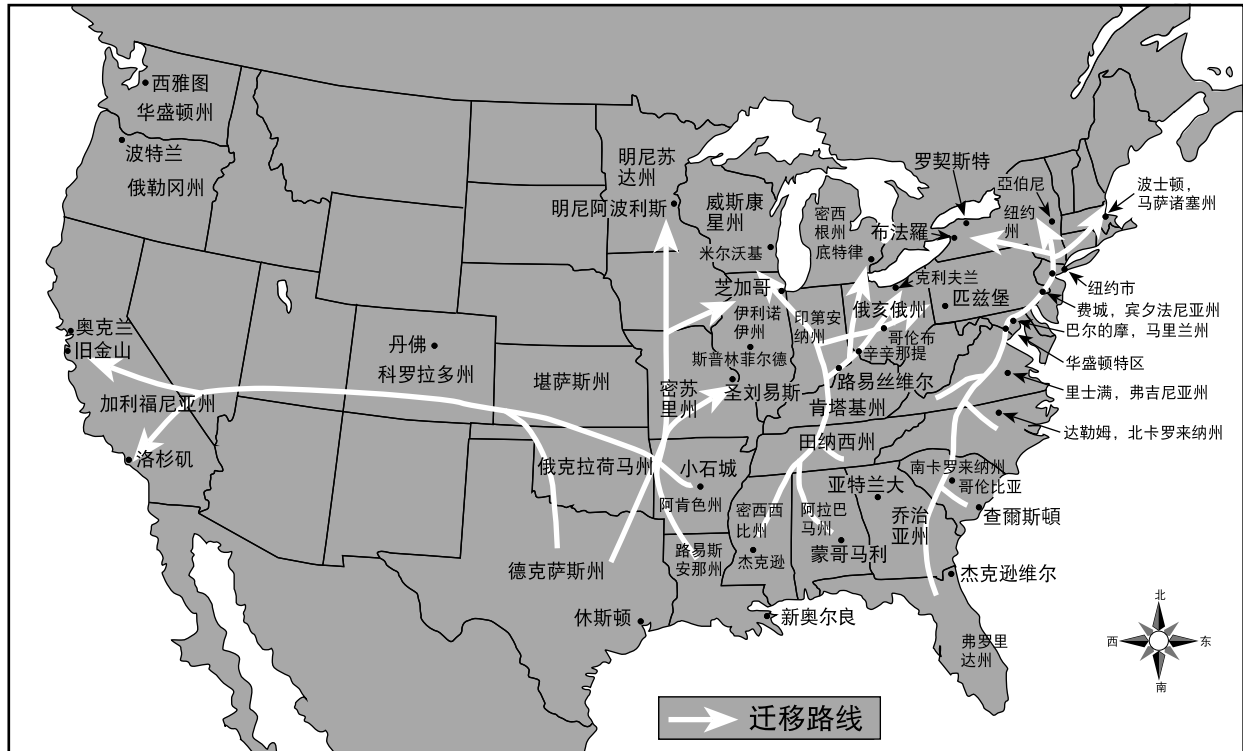 西雅图
华盛顿州
波特兰
俄勒冈州
明尼苏
达州
明尼阿波利斯
威斯康
星州
米尔沃基
密西
根州
底特律
罗契斯特
亞伯尼
纽约
州
布法羅
波士顿，
马萨诸塞州
克利夫兰
匹兹堡
纽约市
费城，宾夕法尼亚州
巴尔的摩，马里兰州
华盛顿特区
里士满，弗吉尼亚州
达勒姆，北卡罗来纳州
芝加哥
伊利诺
伊州
印第安
纳州
俄亥俄州
哥伦布
辛辛那提
斯普林菲尔德
圣刘易斯
路易丝维尔
肯塔基州
奥克兰
旧金山
丹佛
科罗拉多州
堪萨斯州
密苏
里州
加利福尼亚州
洛杉矶
俄克拉荷马州
小石城
阿肯色州
田纳西州
南卡罗来纳州
哥伦比亚
查爾斯頓
亚特兰大
乔治
亚州
密西西
比州
阿拉巴
马州
杰克逊
蒙哥马利
路易斯
安那州
德克萨斯州
休斯顿
新奥尔良
杰克逊维尔
弗罗里
达州
北
西
东
南
迁移路线